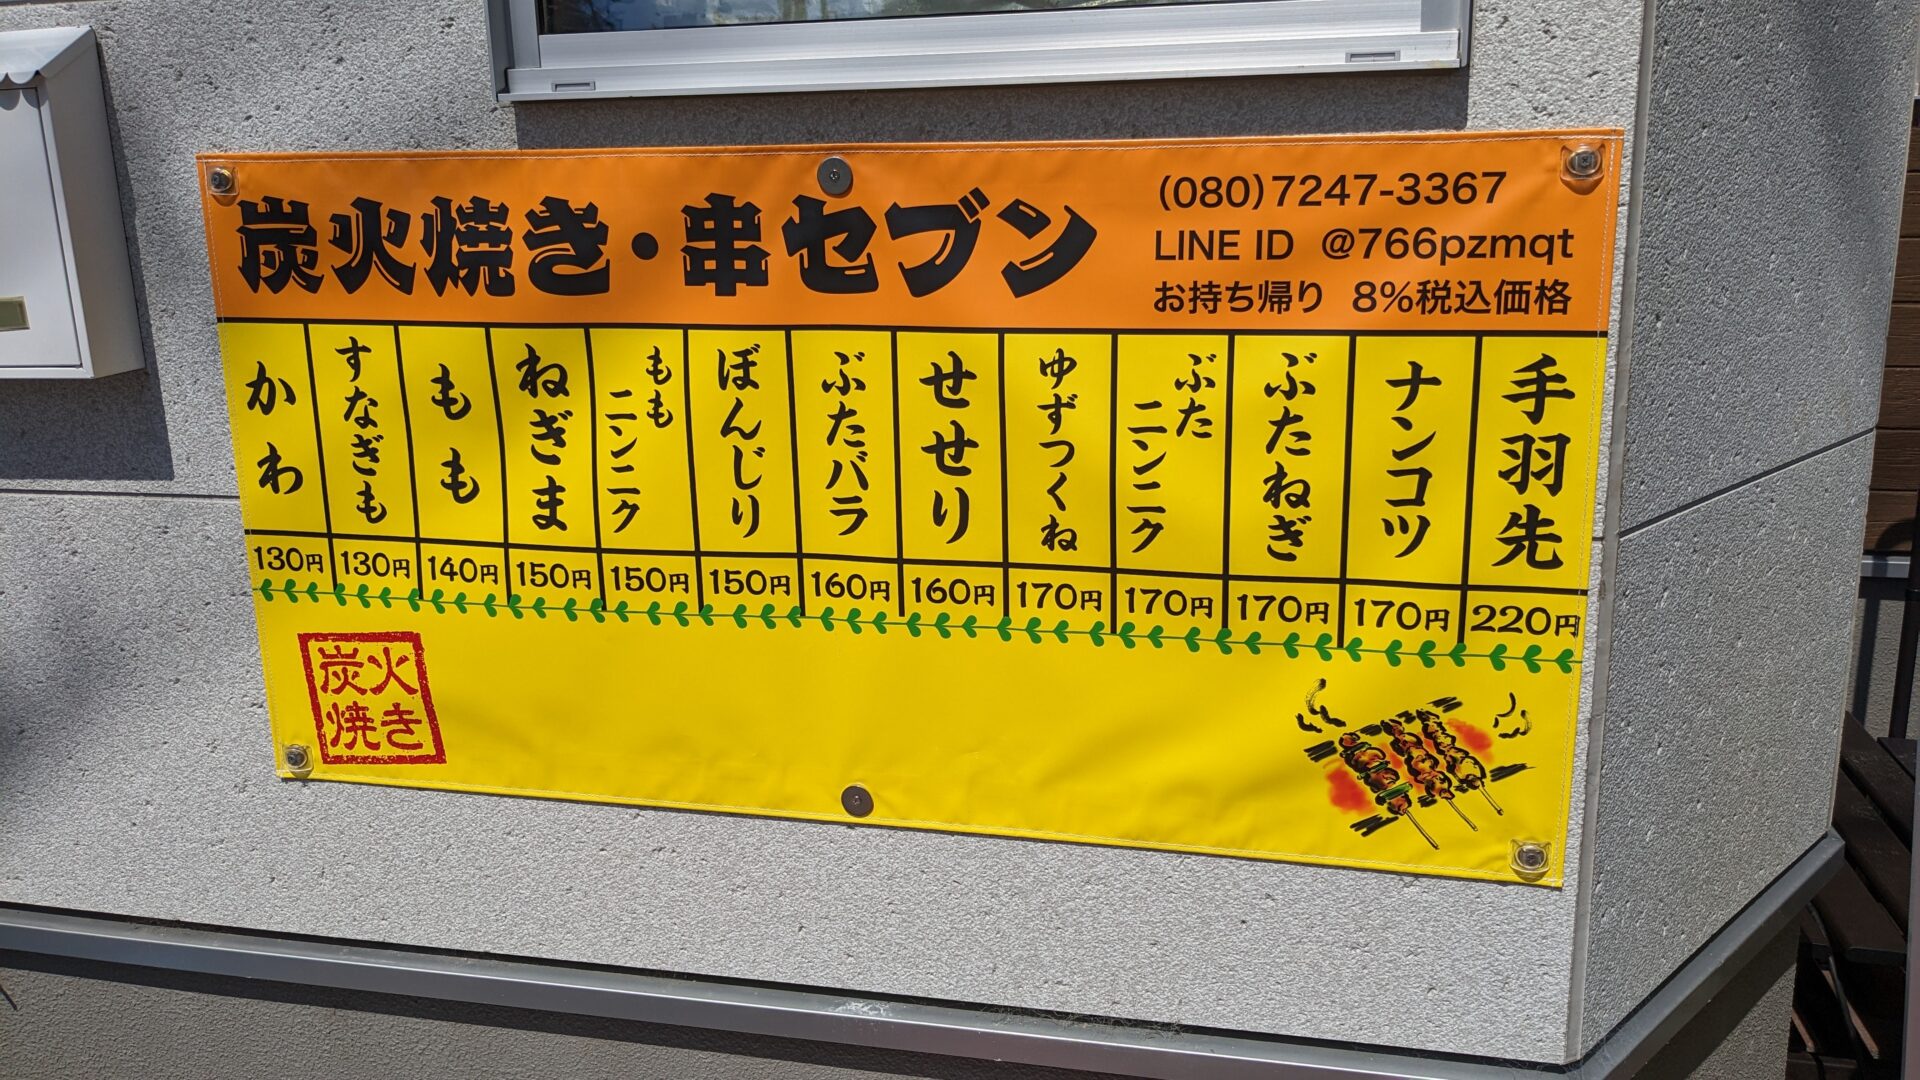 炭火焼き・串セブン
(080)7247-3367
LINE ID @766pzmqt
お持ち帰り 8%税込価格
かわ
130円
すなぎも
130円
もも
140円
ねぎま
150円
もも
ニンニク
150円
ぼんじり
150円
ぶたバラ
160円
せせり
160円
ゆずつくね
170円
ぶた
ニンニク
170円
ぶたねぎ
170円
ナンコツ
170円
手羽先
220円
炭火
焼き